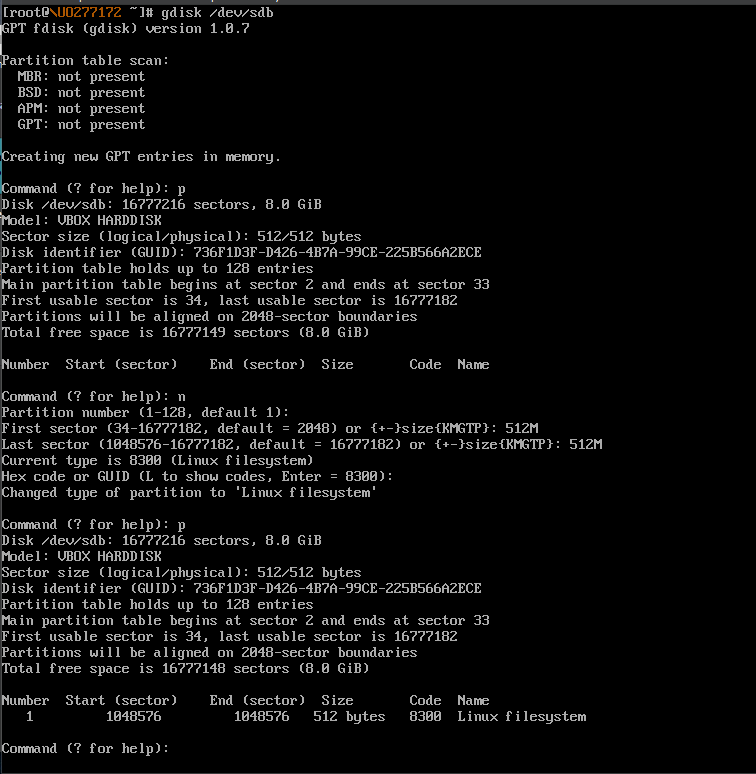 [root@\UO277172 ~]# gdisk /dev/sdb
GPT fdisk (gdisk) version 1.0.7

Partition table scan:
  MBR: not present
  BSD: not present
  APM: not present
  GPT: not present

Creating new GPT entries in memory.

Command (? for help): p
Disk /dev/sdb: 16777216 sectors, 8.0 GiB
Model: VBOX HARDDISK
Sector size (logical/physical): 512/512 bytes
Disk identifier (GUID): 736F1D3F-D426-4B7A-99CE-225B566A2ECE
Partition table holds up to 128 entries
Main partition table begins at sector 2 and ends at sector 33
First usable sector is 34, last usable sector is 16777182
Partitions will be aligned on 2048-sector boundaries
Total free space is 16777149 sectors (8.0 GiB)

Number  Start (sector)    End (sector)  Size       Code  Name

Command (? for help): n
Partition number (1-128, default 1):
First sector (34-16777182, default = 2048) or {+-}size{KMGTP}: 512M
Last sector (1048576-16777182, default = 16777182) or {+-}size{KMGTP}: 512M
Current type is 8300 (Linux filesystem)
Hex code or GUID (L to show codes, Enter = 8300):
Changed type of partition to 'Linux filesystem'

Command (? for help): p
Disk /dev/sdb: 16777216 sectors, 8.0 GiB
Model: VBOX HARDDISK
Sector size (logical/physical): 512/512 bytes
Disk identifier (GUID): 736F1D3F-D426-4B7A-99CE-225B566A2ECE
Partition table holds up to 128 entries
Main partition table begins at sector 2 and ends at sector 33
First usable sector is 34, last usable sector is 16777182
Partitions will be aligned on 2048-sector boundaries
Total free space is 16777148 sectors (8.0 GiB)

Number  Start (sector)    End (sector)  Size       Code  Name
   1         1048576         1048576   512 bytes   8300  Linux filesystem

Command (? for help):